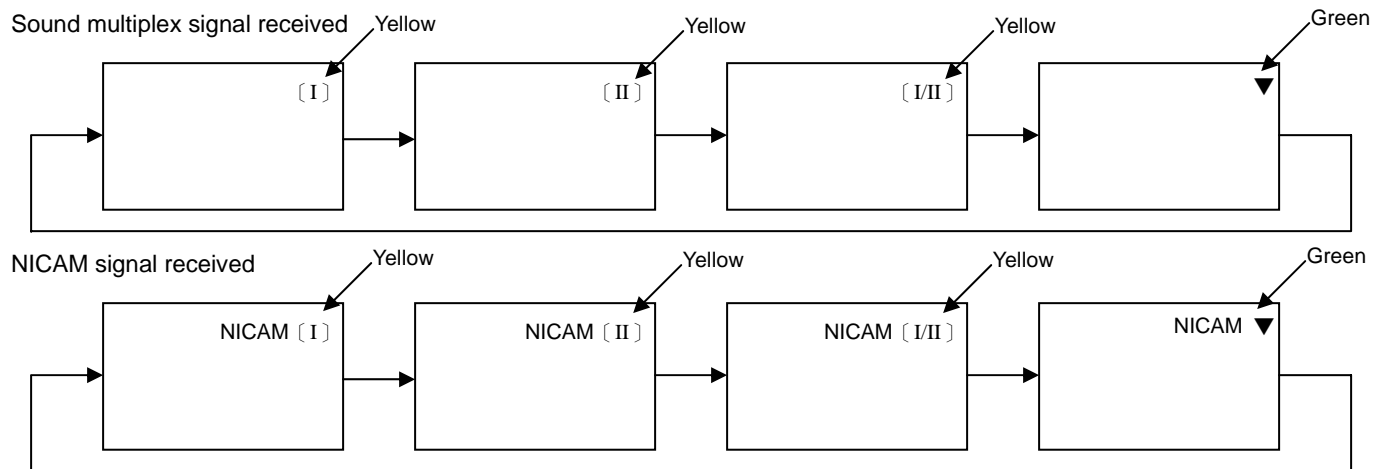 Sound multiplex signal received
Yellow
Yellow
Yellow
Green
〔 I 〕
〔 II 〕
〔 I/II 〕
▼
NICAM signal received
Yellow
Yellow
Yellow
Green
NICAM〔 I 〕
NICAM〔 II 〕
NICAM〔 I/II 〕
NICAM ▼